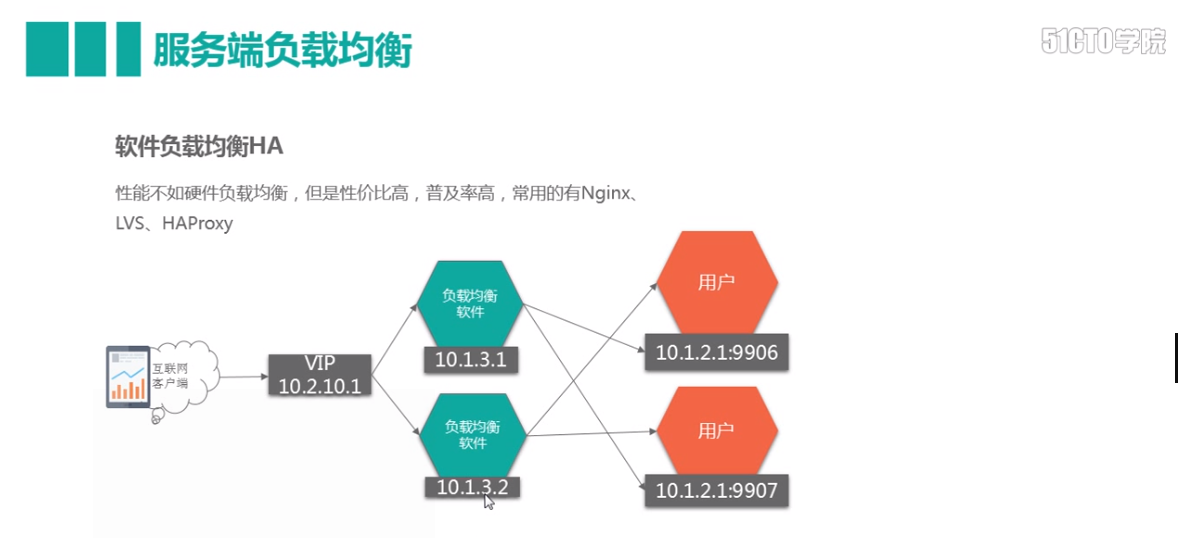 服务端负载均衡
51CTO学院
软件负载均衡HA
性能不如硬件负载均衡，但是性价比高，普及率高，常用的有Nginx、
LVS、HAProxy
互联网
客户端
VIP
10.2.10.1
负载均衡
软件
10.1.3.1
负载均衡
软件
10.1.3.2
用户
10.1.2.1:9906
用户
10.1.2.1:9907